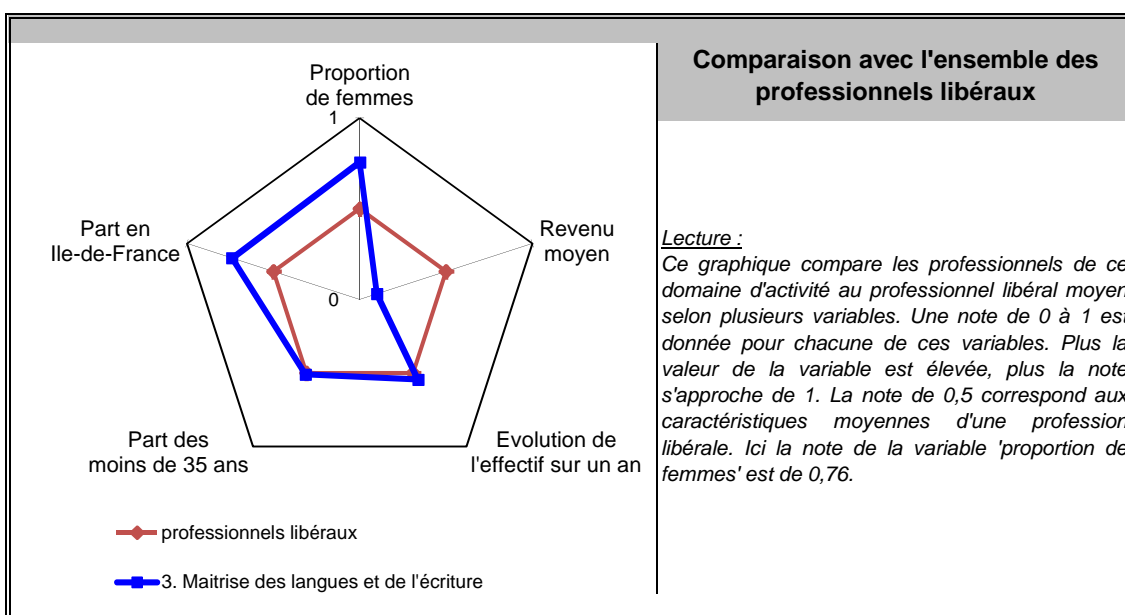 Comparaison avec l'ensemble des
professionnels libéraux
Proportion
de femmes
1
Part en
Ile-de-France
Revenu
moyen
0
Part des
moins de 35 ans
Evolution de
l'effectif sur un an
professionnels libéraux
3. Maitrise des langues et de l'écriture
Lecture :
Ce graphique compare les professionnels de ce
domaine d'activité au professionnel libéral moyen
selon plusieurs variables. Une note de 0 à 1 est
donnée pour chacune de ces variables. Plus la
valeur de la variable est élevée, plus la note
s'approche de 1. La note de 0,5 correspond aux
caractéristiques moyennes d'une profession
libérale. Ici la note de la variable 'proportion de
femmes' est de 0,76.